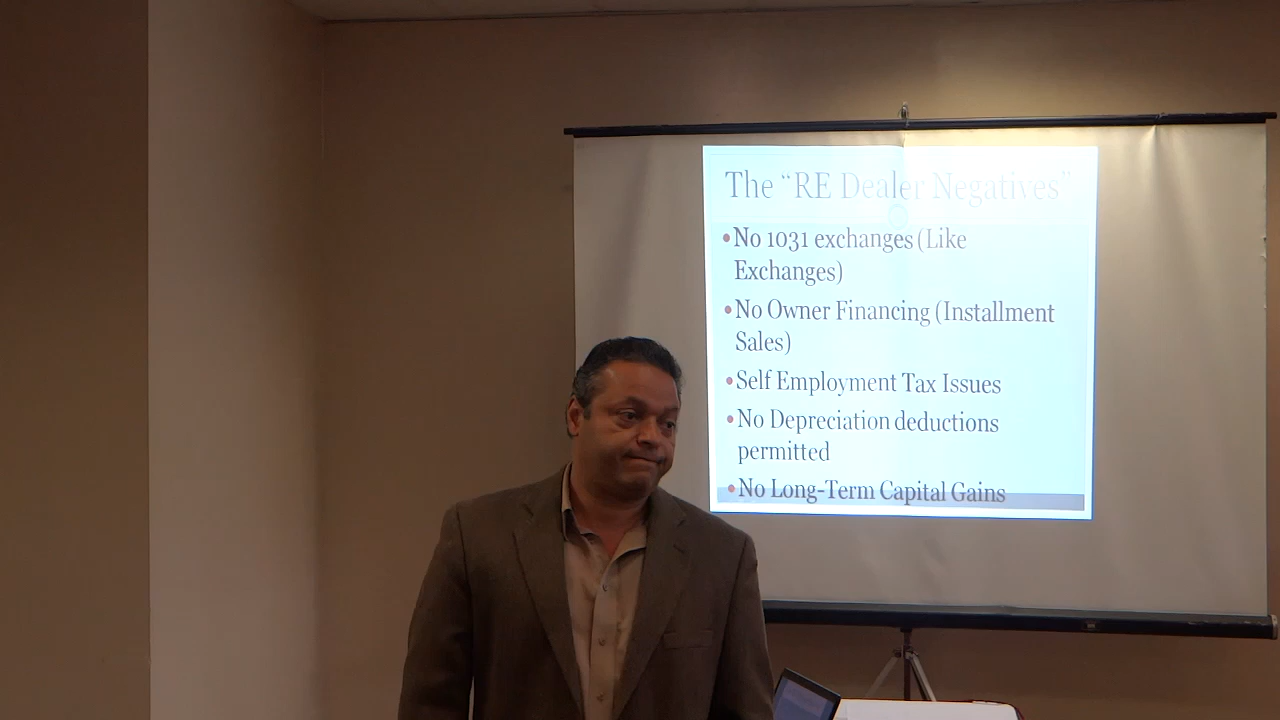 The “RE Dealer Negatives”
•No 1031 exchanges (Like
Exchanges)
•No Owner Financing (Installment
Sales)
•Self Employment Tax Issues
•No Depreciation deductions
permitted
•No Long-Term Capital Gains